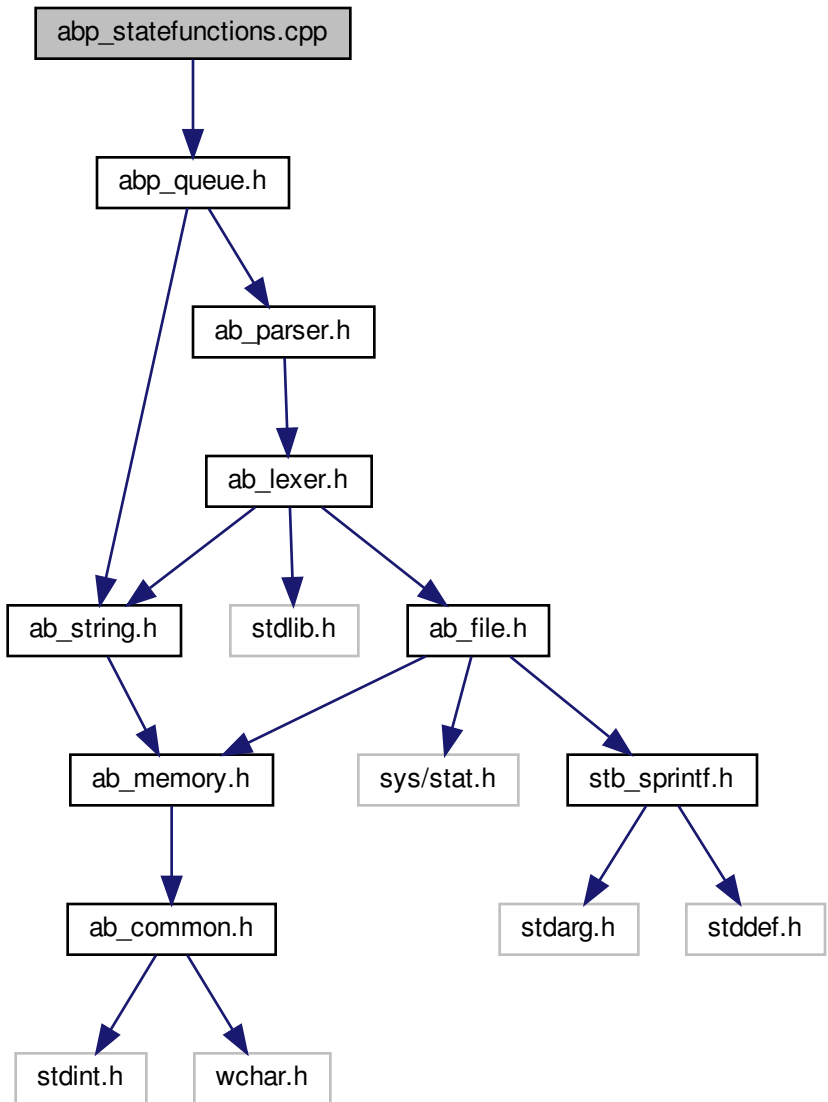 abp_statefunctions.cpp
abp_queue.h
ab_parser.h
ab_lexer.h
ab_string.h
stdlib.h
ab_file.h
ab_memory.h
sys/stat.h
stb_sprintf.h
ab_common.h
stdarg.h
stddef.h
stdint.h
wchar.h